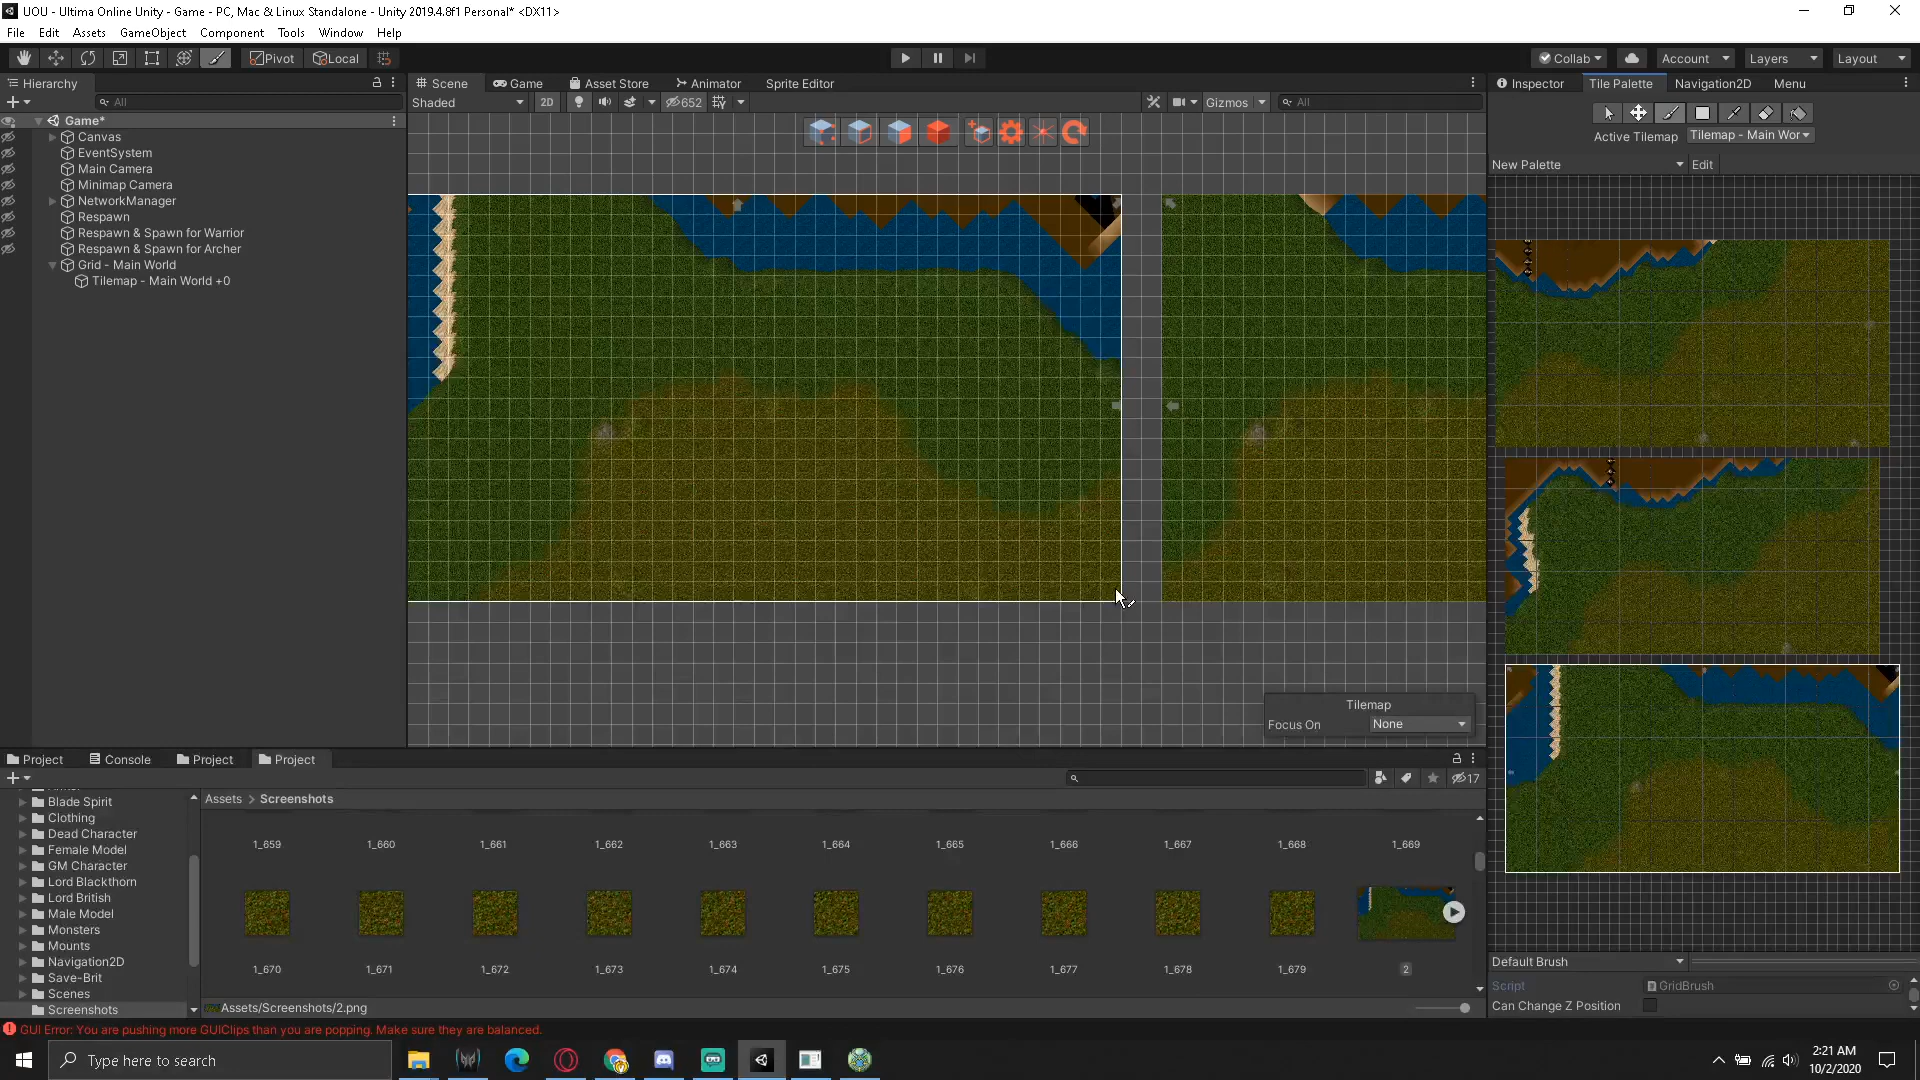 UOU - Ultima Online Unity - Game - PC, Mac & Linux Standalone - Unity 2019.4.8f1 Personal* <DX11>
File Edit Assets GameObject Component Tools Window Help
Pivot Local Collab Account Layers Layout
Hierarchy Scene Game Asset Store Animator Sprite Editor Inspector Tile Palette Navigation2D Menu
All Shaded 2D 652 Gizmos All
Game*
Canvas
EventSystem
Main Camera
Minimap Camera
NetworkManager
Respawn
Respawn & Spawn for Warrior
Respawn & Spawn for Archer
Grid - Main World
Tilemap - Main World +0
Active Tilemap Tilemap - Main Wor
New Palette Edit
Tilemap
Focus On None
Project Console Project Project
17
Assets > Screenshots
Blade Spirit
Clothing
Dead Character
Female Model
GM Character
Lord Blackthorn
Lord British
Male Model
Monsters
Mounts
Navigation2D
Save-Brit
Scenes
Screenshots
1_659 1_660 1_661 1_662 1_663 1_664 1_665 1_666 1_667 1_668 1_669
1_670 1_671 1_672 1_673 1_674 1_675 1_676 1_677 1_678 1_679 2
Assets/Screenshots/2.png
Default Brush
Script GridBrush
Can Change Z Position
GUI Error: You are pushing more GUIClips than you are popping. Make sure they are balanced.
Type here to search
2:21 AM
10/2/2020